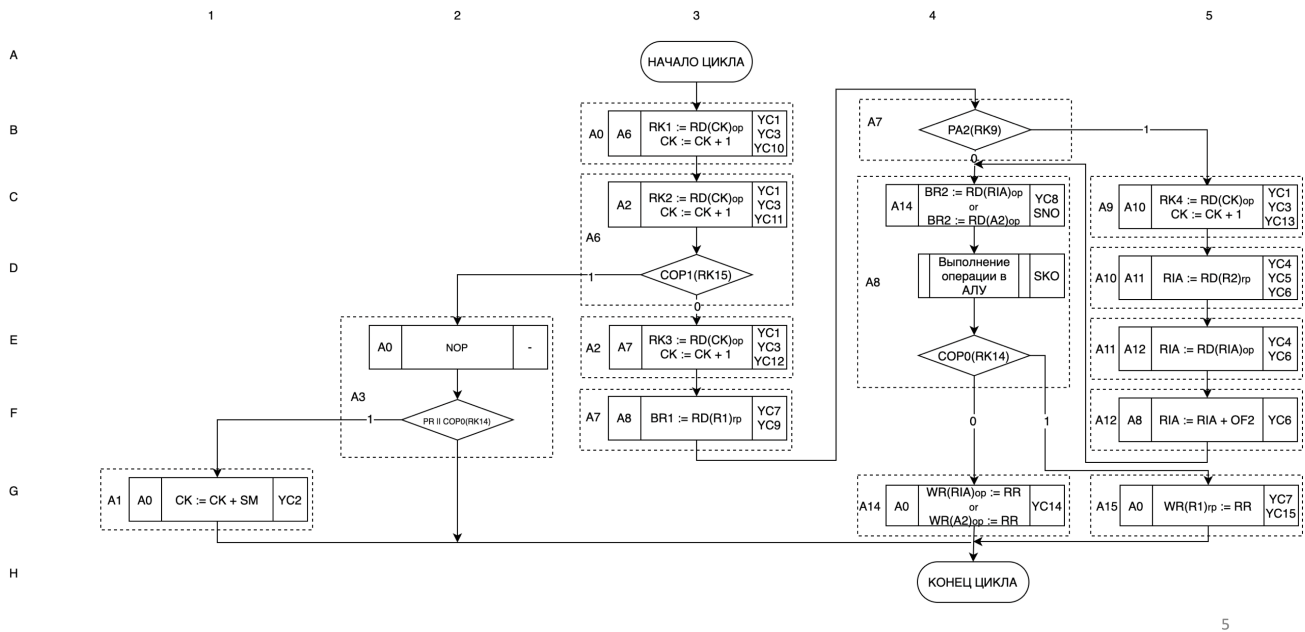 1 2 3 4 5
A
НАЧАЛО ЦИКЛА
B
A0 A6
RK1 := RD(CK)op
CK := CK + 1
YC1
YC3
YC10
A7
PA2(RK9)
1
0
C
A2
RK2 := RD(CK)op
CK := CK + 1
YC1
YC3
YC11
A6
A14
BR2 := RD(RIA)op
or
BR2 := RD(A2)op
YC8
SNO
A9 A10
RK4 := RD(CK)op
CK := CK + 1
YC1
YC3
YC13
D
COP1(RK15)
1
0
A8
Выполнение
операции в
АЛУ
SKO
A10 A11
RIA := RD(R2)rp
YC4
YC5
YC6
E
A0
NOP
-
A2 A7
RK3 := RD(CK)op
CK := CK + 1
YC1
YC3
YC12
COP0(RK14)
A11 A12
RIA := RD(RIA)op
YC4
YC6
A3
F
PR II COP0(RK14)
1
A7 A8
BR1 := RD(R1)rp
YC7
YC9
0
1
A12 A8
RIA := RIA + OF2
YC6
G
A1 A0
CK := CK + SM
YC2
A14 A0
WR(RIA)op := RR
or
WR(A2)op := RR
YC14
A15 A0
WR(R1)rp := RR
YC7
YC15
H
КОНЕЦ ЦИКЛА
5